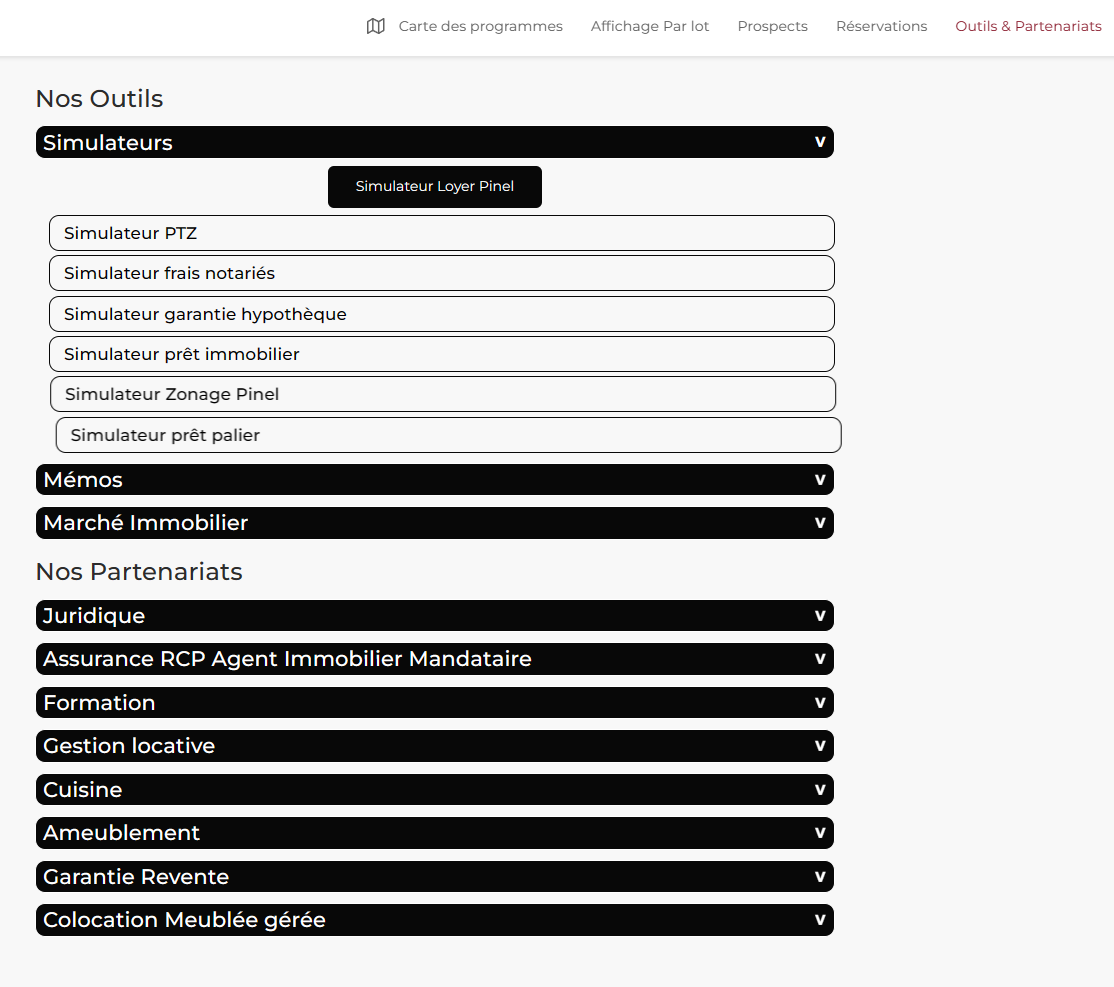 Carte des programmes Affichage Par lot Prospects Réservations Outils & Partenariats
Nos Outils
Simulateurs v
Simulateur Loyer Pinel
Simulateur PTZ
Simulateur frais notariés
Simulateur garantie hypothèque
Simulateur prêt immobilier
Simulateur Zonage Pinel
Simulateur prêt palier
Mémos v
Marché Immobilier v
Nos Partenariats
Juridique v
Assurance RCP Agent Immobilier Mandataire v
Formation v
Gestion locative v
Cuisine v
Ameublement v
Garantie Revente v
Colocation Meublée gérée v